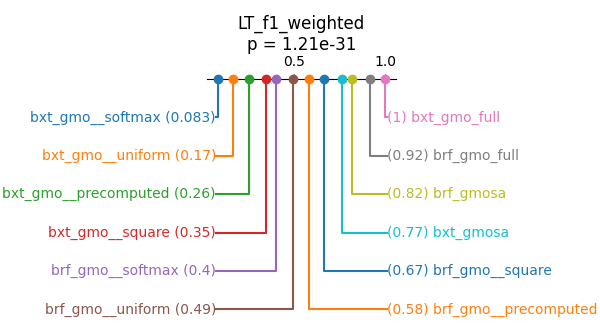 LT_f1_weighted
p = 1.21e-31
0.5 1.0
bxt_gmo__softmax (0.083) (1) bxt_gmo_full
bxt_gmo__uniform (0.17) (0.92) brf_gmo_full
bxt_gmo__precomputed (0.26) (0.82) brf_gmosa
bxt_gmo__square (0.35) (0.77) bxt_gmosa
brf_gmo__softmax (0.4) (0.67) brf_gmo__square
brf_gmo__uniform (0.49) (0.58) brf_gmo__precomputed